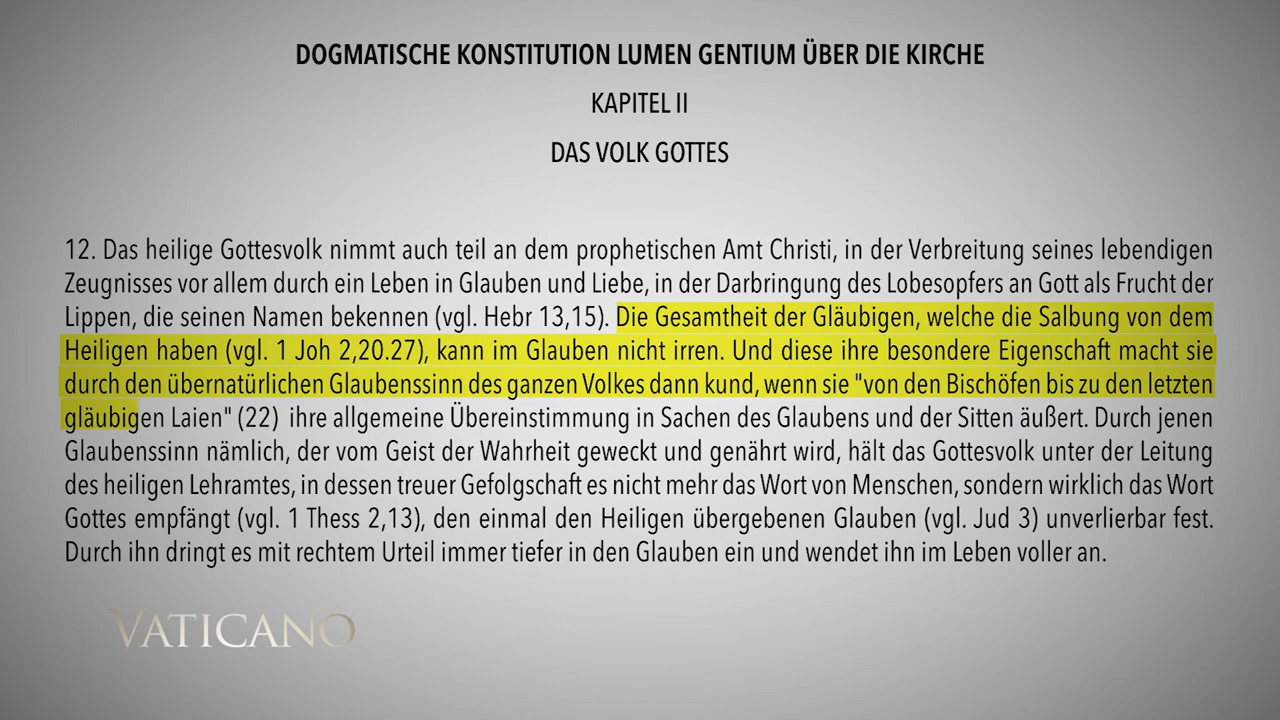 DOGMATISCHE KONSTITUTION LUMEN GENTIUM ÜBER DIE KIRCHE
KAPITEL II
DAS VOLK GOTTES
12. Das heilige Gottesvolk nimmt auch teil an dem prophetischen Amt Christi, in der Verbreitung seines lebendigen
Zeugnisses vor allem durch ein Leben in Glauben und Liebe, in der Darbringung des Lobesopfers an Gott als Frucht der
Lippen, die seinen Namen bekennen (vgl. Hebr 13,15). Die Gesamtheit der Gläubigen, welche die Salbung von dem
Heiligen haben (vgl. 1 Joh 2,20.27), kann im Glauben nicht irren. Und diese ihre besondere Eigenschaft macht sie
durch den übernatürlichen Glaubenssinn des ganzen Volkes dann kund, wenn sie "von den Bischöfen bis zu den letzten
gläubigen Laien" (22) ihre allgemeine Übereinstimmung in Sachen des Glaubens und der Sitten äußert. Durch jenen
Glaubenssinn nämlich, der vom Geist der Wahrheit geweckt und genährt wird, hält das Gottesvolk unter der Leitung
des heiligen Lehramtes, in dessen treuer Gefolgschaft es nicht mehr das Wort von Menschen, sondern wirklich das Wort
Gottes empfängt (vgl. 1 Thess 2,13), den einmal den Heiligen übergebenen Glauben (vgl. Jud 3) unverlierbar fest.
Durch ihn dringt es mit rechtem Urteil immer tiefer in den Glauben ein und wendet ihn im Leben voller an.
VATICANO